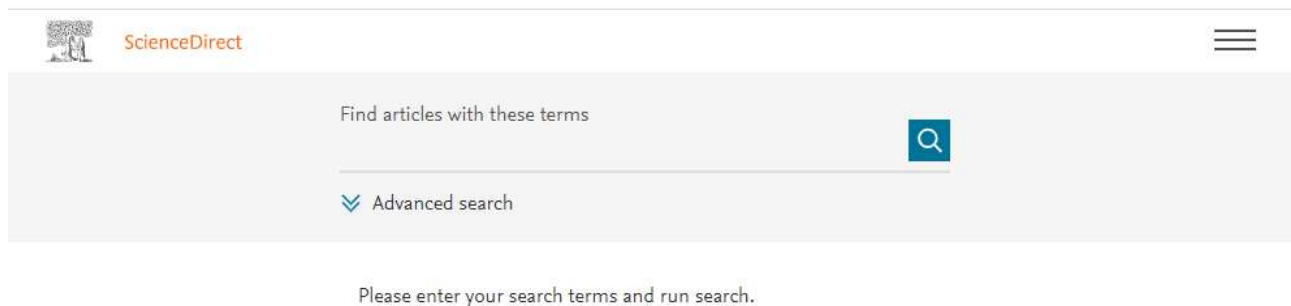 ScienceDirect
Find articles with these terms
Advanced search
Please enter your search terms and run search.